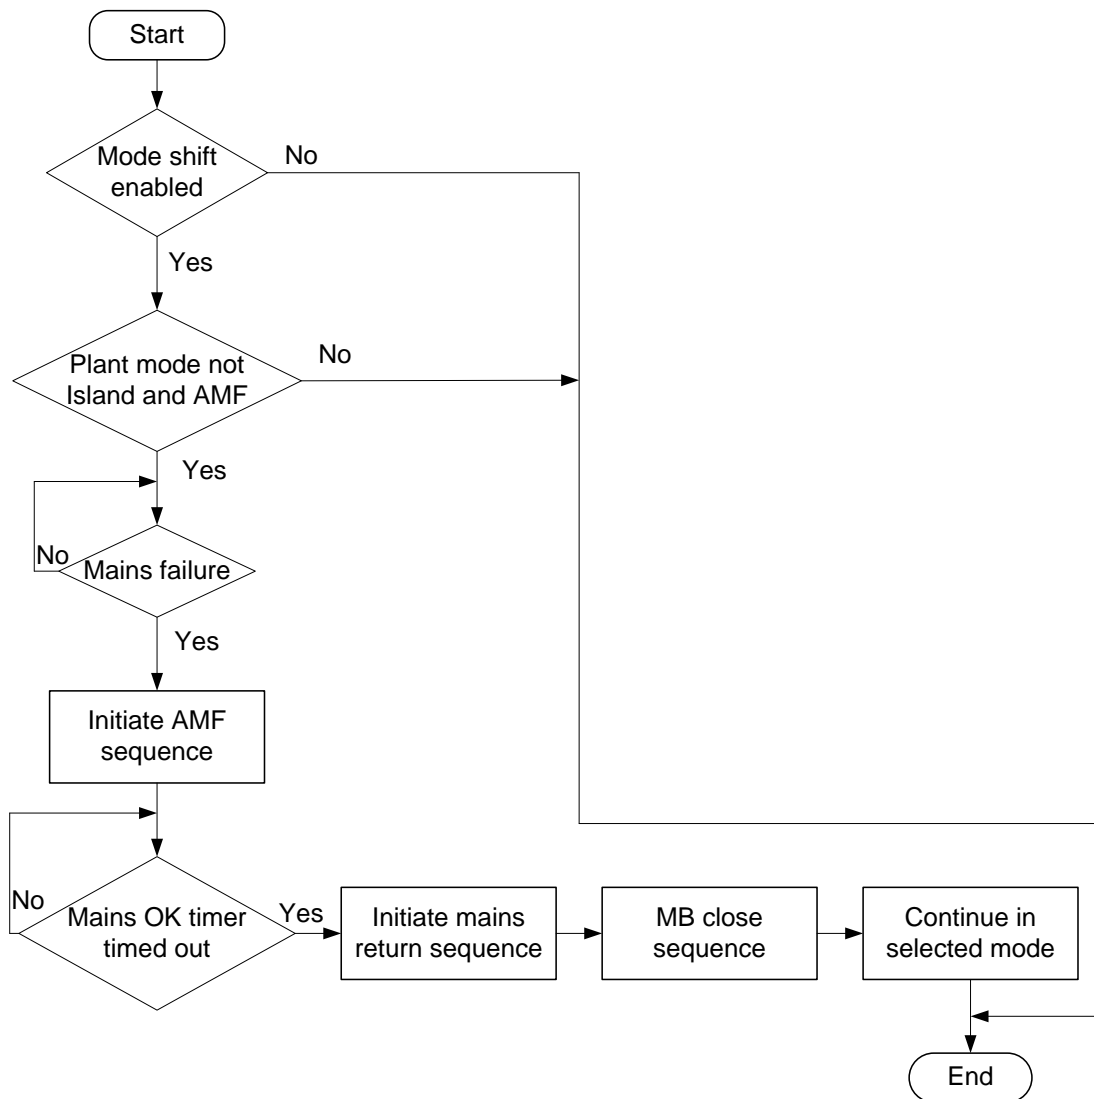 Start
Mode shift
enabled
No
Yes
Plant mode not
Island and AMF
No
Yes
No
Mains failure
Yes
Initiate AMF
sequence
No
Mains OK timer
timed out
Yes
Initiate mains
return sequence
MB close
sequence
Continue in
selected mode
End